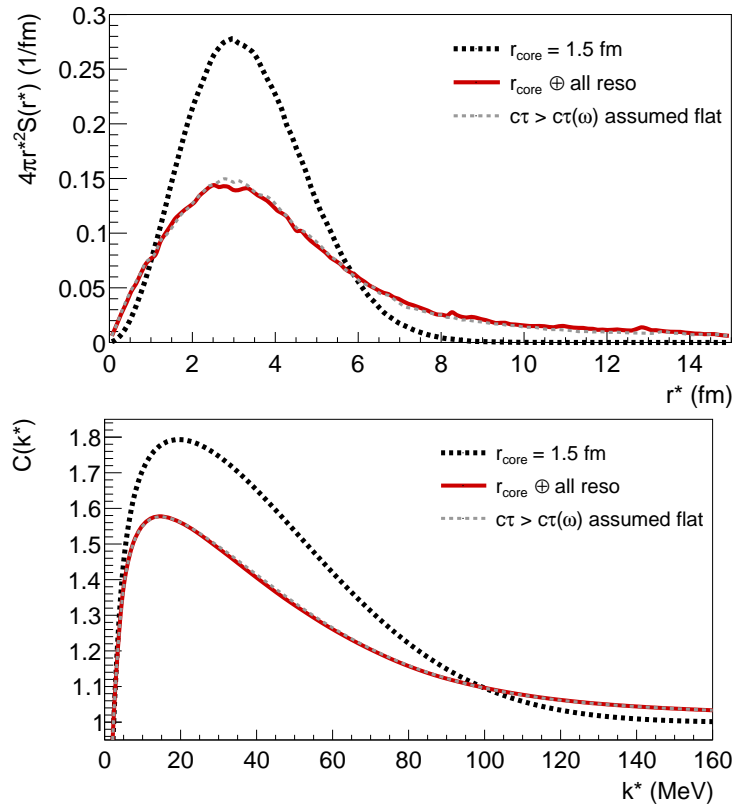 4πr*²S(r*) (1/fm)
0.3
0.25
0.2
0.15
0.1
0.05
0
r_core = 1.5 fm
r_core ⊕ all reso
cτ > cτ(ω) assumed flat
0 2 4 6 8 10 12 14
r* (fm)
C(k*)
1.8
1.7
1.6
1.5
1.4
1.3
1.2
1.1
1
r_core = 1.5 fm
r_core ⊕ all reso
cτ > cτ(ω) assumed flat
0 20 40 60 80 100 120 140 160
k* (MeV)